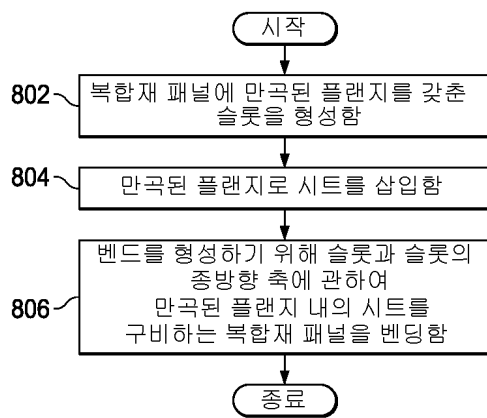 시작
802
복합재 패널에 만곡된 플랜지를 갖춘
슬롯을 형성함
804
만곡된 플랜지로 시트를 삽입함
806
벤드를 형성하기 위해 슬롯과 슬롯의
종방향 축에 관하여
만곡된 플랜지 내의 시트를
구비하는 복합재 패널을 벤딩함
종료